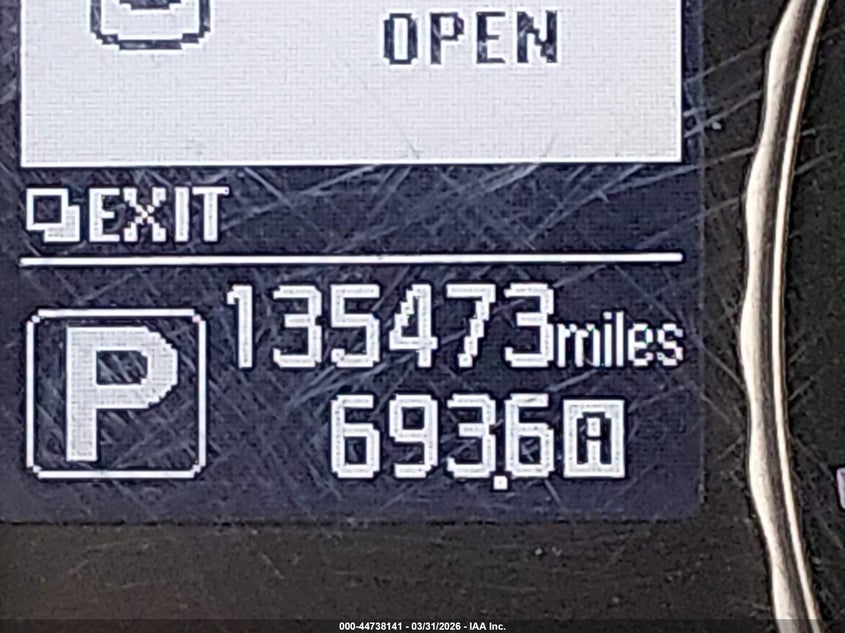 OPEN
EXIT
135473miles
P
693.6A
000-44738141 - 03/31/2026 - IAA Inc.